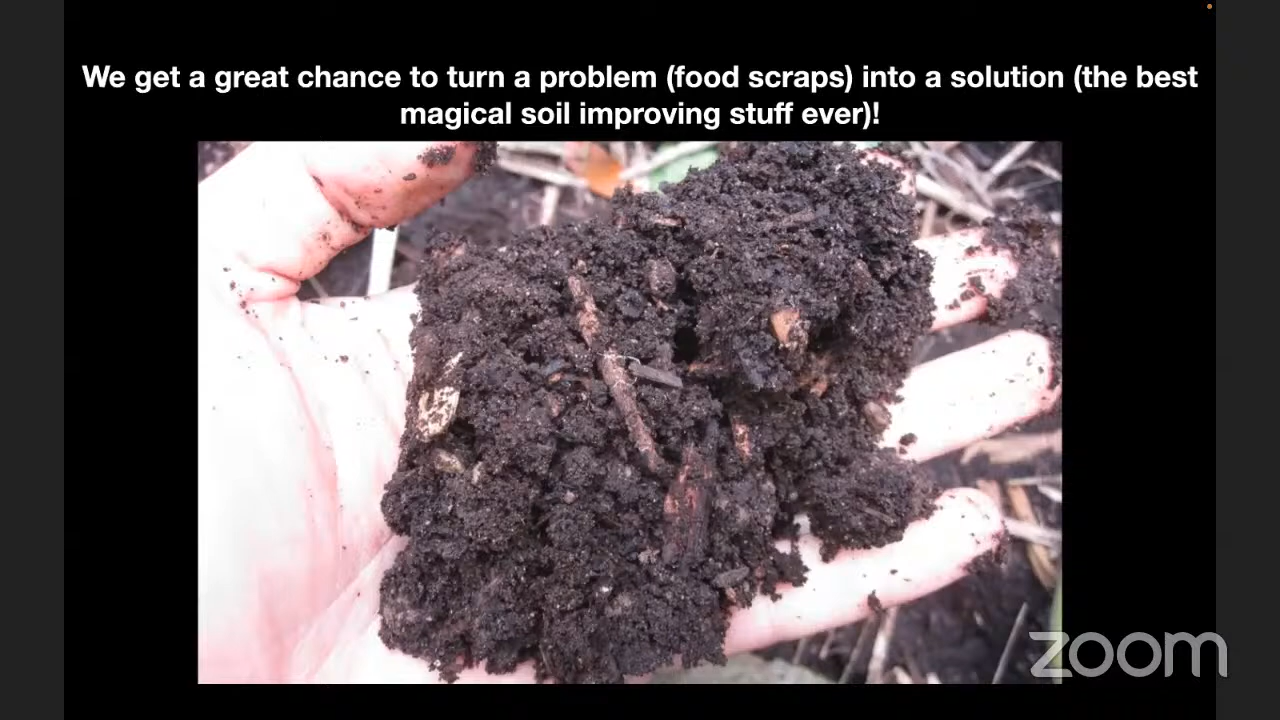 We get a great chance to turn a problem (food scraps) into a solution (the best
magical soil improving stuff ever)!
zoom